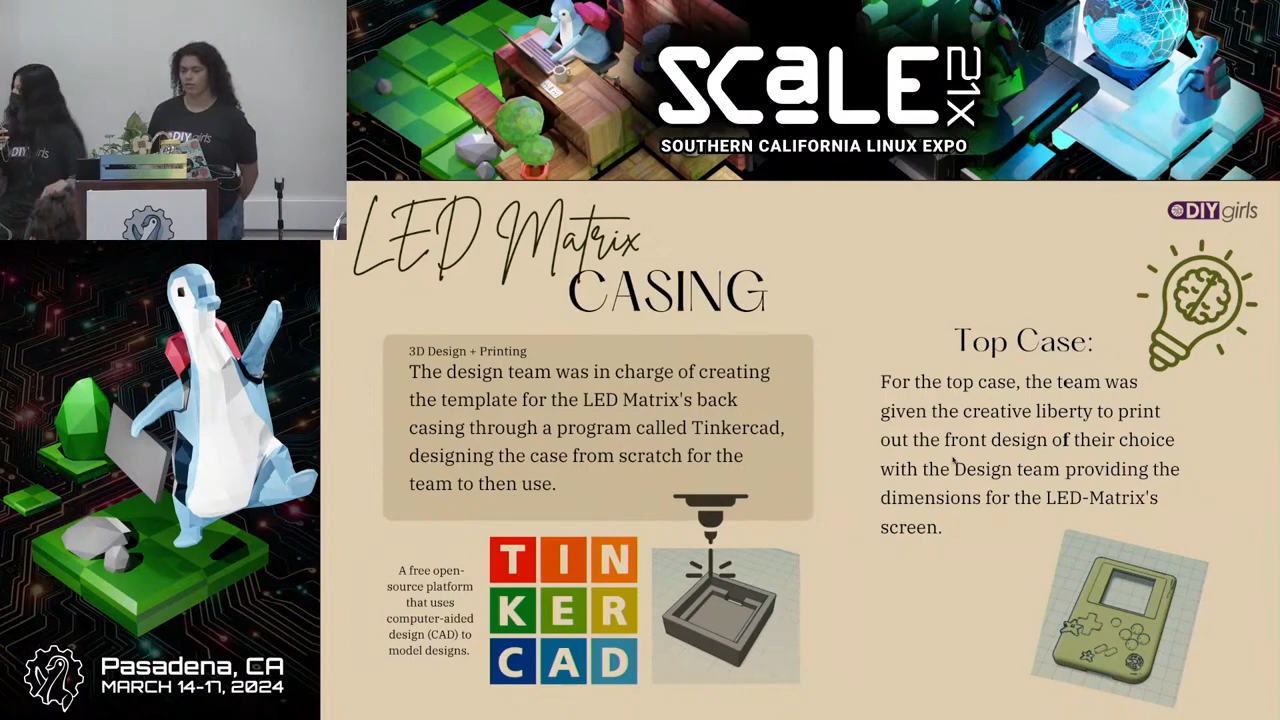 SCaLE 21X
SOUTHERN CALIFORNIA LINUX EXPO
DIY girls
DIY girls
LED Matrix
CASING
3D Design + Printing
The design team was in charge of creating
the template for the LED Matrix's back
casing through a program called Tinkercad,
designing the case from scratch for the
team to then use.
A free open-
source platform
that uses
computer-aided
design (CAD) to
model designs.
TIN
KER
CAD
Top Case:
For the top case, the team was
given the creative liberty to print
out the front design of their choice
with the Design team providing the
dimensions for the LED-Matrix's
screen.
Pasadena, CA
MARCH 14-17, 2024